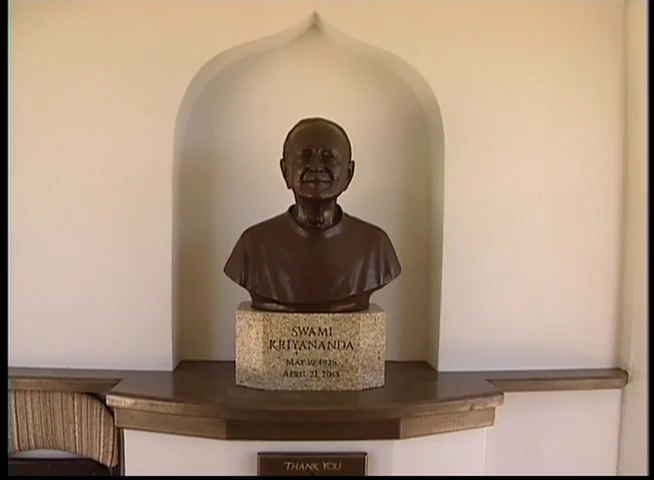 SWAMI
KRIYANANDA
MAY 19, 1926
APRIL 21, 2013
THANK YOU